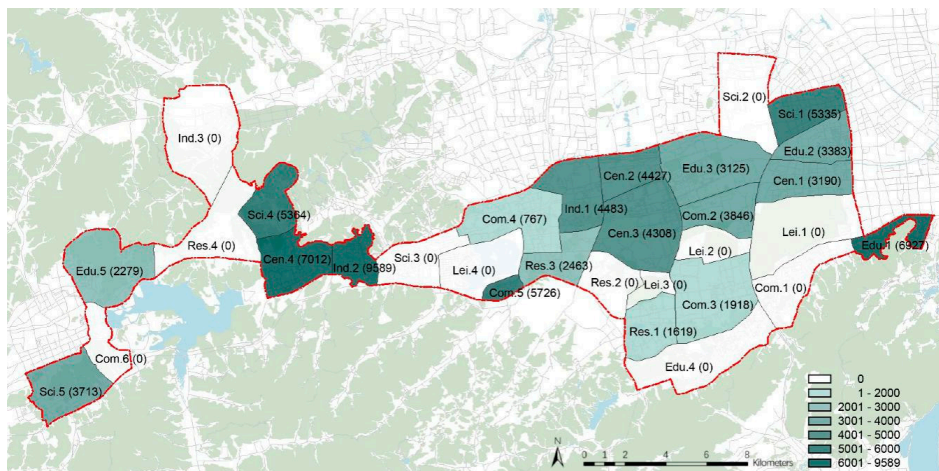 Sci.2 (0)
Sci.1 (5335)
Ind.3 (0)
Edu.2 (3383)
Edu.3 (3125)
Cen.2 (4427)
Cen.1 (3190)
Sci.4 (5364)
Com.4 (767)
Ind.1 (4483)
Com.2 (3846)
Cen.3 (4308)
Lei.1 (0)
Res.4 (0)
Edu.1 (6927)
Lei.2 (0)
Sci.3 (0)
Cen.4 (7012)
Ind.2 (9589)
Res.3 (2463)
Edu.5 (2279)
Lei.4 (0)
Res.2 (0)
Lei.3 (0)
Com.1 (0)
Com.5 (5726)
Com.3 (1918)
Res.1 (1619)
Com.6 (0)
Edu.4 (0)
Sci.5 (3713)
0
1 - 2000
2001 - 3000
3001 - 4000
4001 - 5000
5001 - 6000
6001 - 9589
N
0 1 2 4 6 8
Kilometers